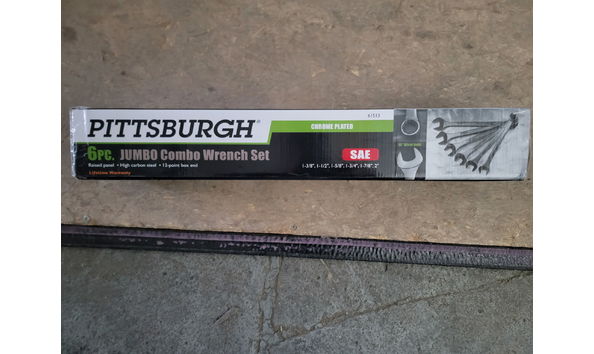 PITTSBURGH®
61513
CHROME PLATED
6PC. JUMBO Combo Wrench Set
Raised panel • High carbon steel • 12-point box end
Lifetime Warranty
SAE
1-3/8", 1-1/2", 1-5/8", 1-3/4", 1-7/8", 2"